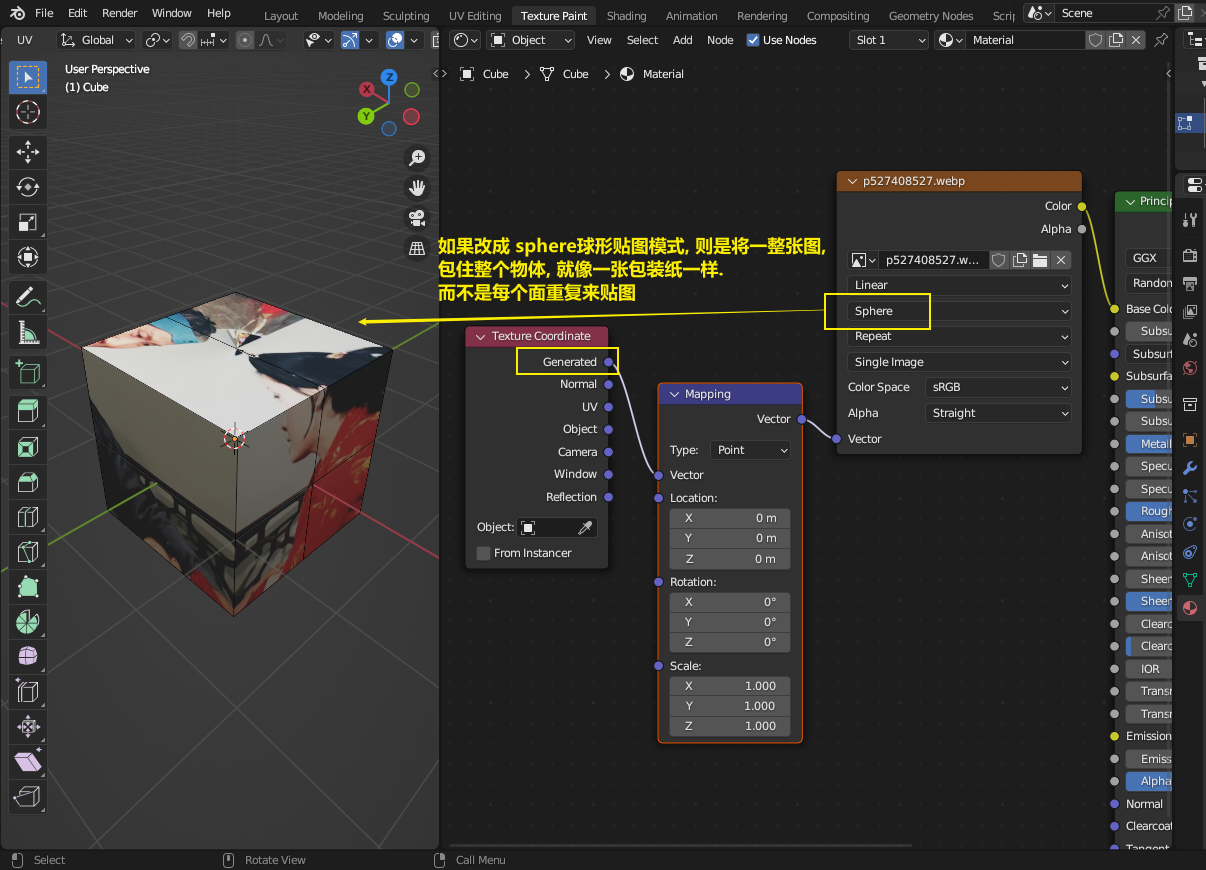 File Edit Render Window Help Layout Modeling Sculpting UV Editing Texture Paint Shading Animation Rendering Compositing Geometry Nodes Scene
UV Global Object View Select Add Node Use Nodes Slot 1 Material
User Perspective
(1) Cube
Cube Cube Material
X
Y
Z
如果改成 sphere球形贴图模式, 则是将一整张图,
包住整个物体, 就像一张包装纸一样.
而不是每个面重复来贴图
Texture Coordinate
Generated
Normal
UV
Object
Camera
Window
Reflection
Object:
From Instancer
Mapping
Vector
Type: Point
Vector
Location:
X 0 m
Y 0 m
Z 0 m
Rotation:
X 0°
Y 0°
Z 0°
Scale:
X 1.000
Y 1.000
Z 1.000
p527408527.webp
Color
Alpha
p527408527.w...
Linear
Sphere
Repeat
Single Image
Color Space sRGB
Alpha Straight
Vector
Princip
GGX
Random
Base Colo
Subsu
Subsurf
Subsurfa
Subsu
Subsu
Metall
Specu
Specu
Rough
Anisot
Anisot
Sheen
Sheen
Clearc
Clearc
IOR
Transm
Transm
Emission
Emiss
Alpha
Normal
Clearcoat
Tangent
Select Rotate View Call Menu